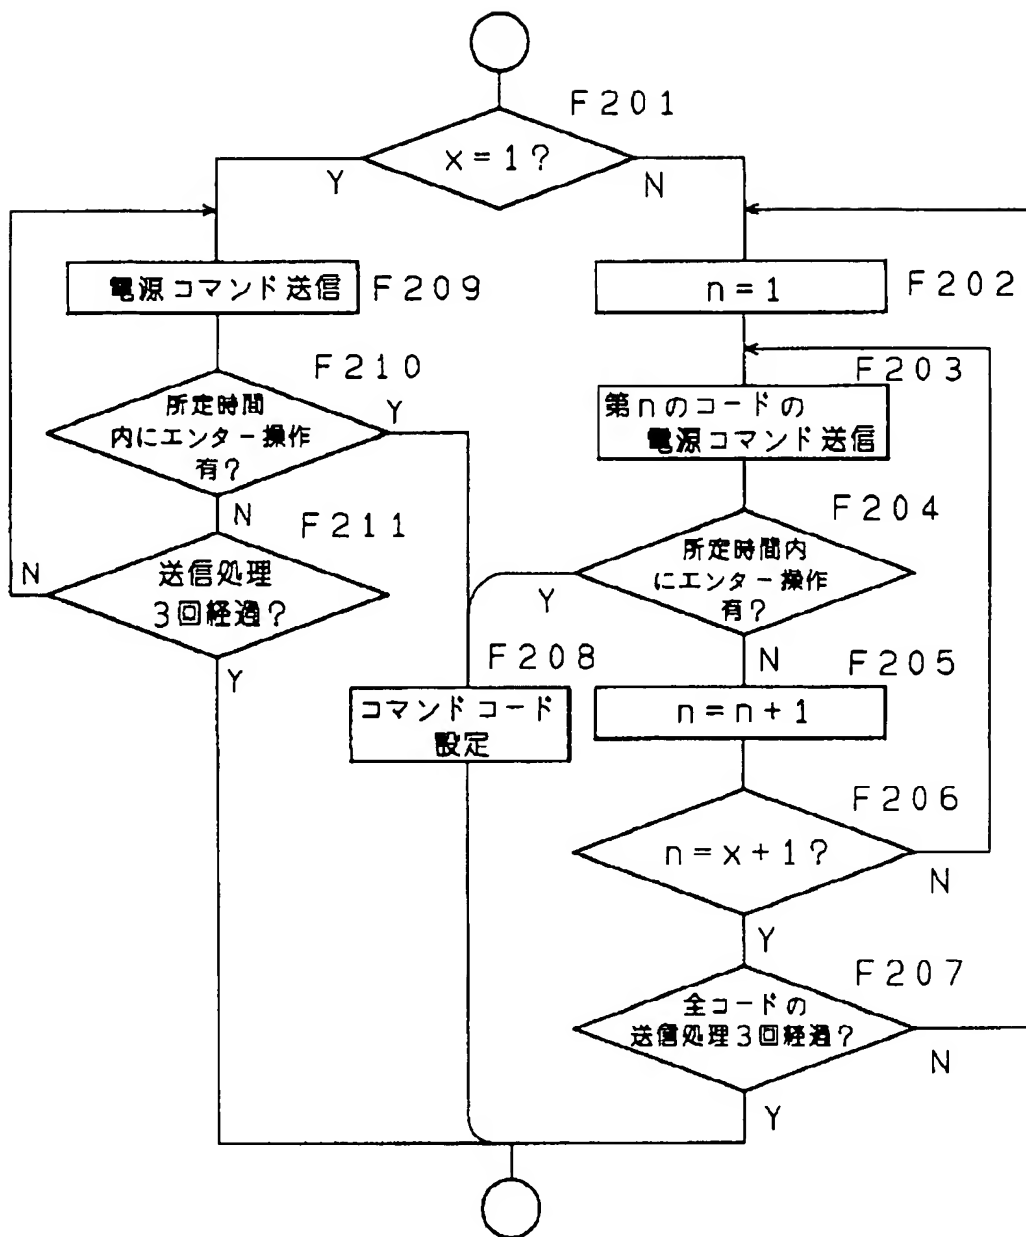 F201
x=1?
Y
N
電源コマンド送信
F209
n=1
F202
F210
所定時間
内にエンター操作
有?
Y
N
F203
第nのコードの
電源コマンド送信
F211
送信処理
3回経過?
N
Y
F204
所定時間内
にエンター操作
有?
Y
N
F208
コマンドコード
設定
F205
n=n+1
F206
n=x+1?
N
Y
F207
全コードの
送信処理3回経過?
N
Y